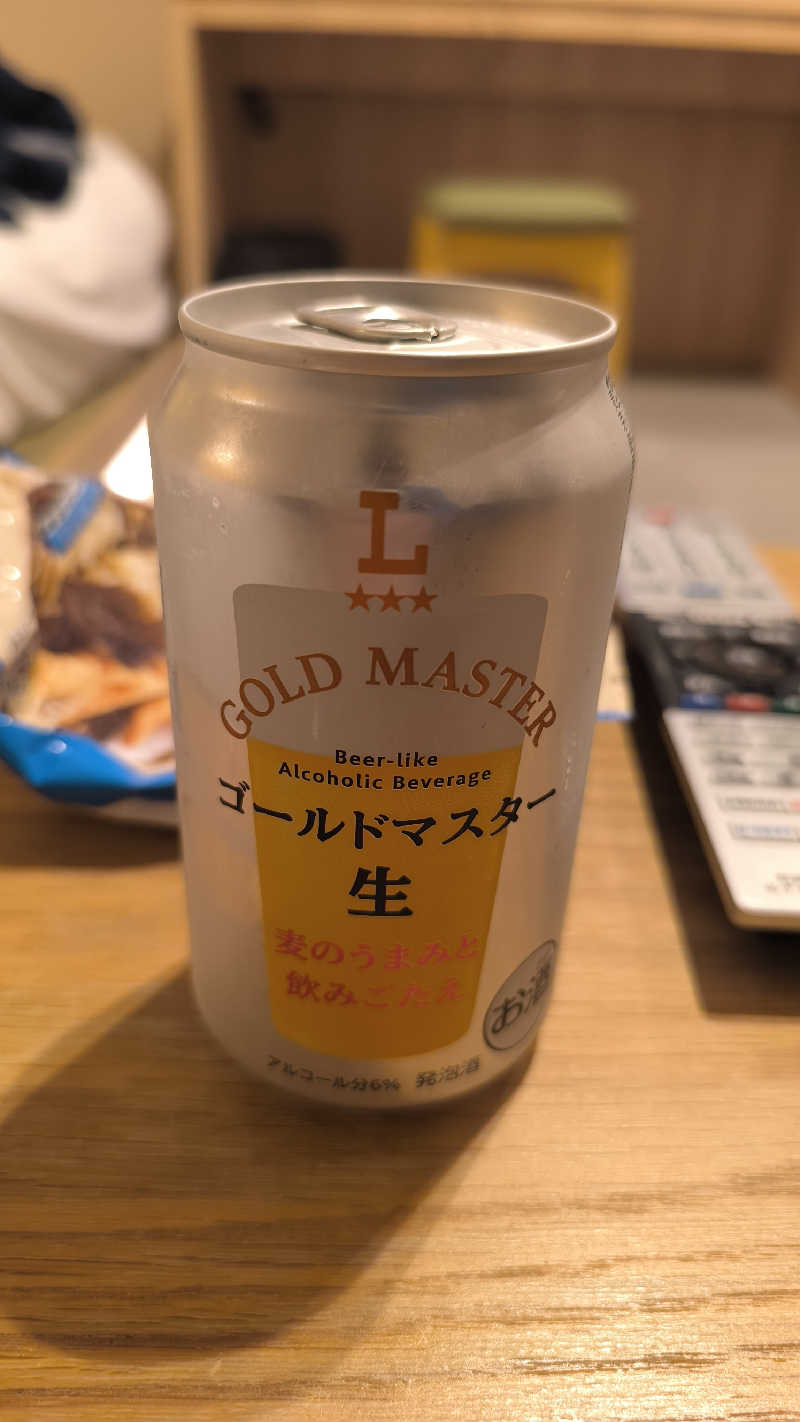 L
GOLD MASTER
Beer-like
Alcoholic Beverage
ゴールドマスター
生
麦のうまみと
飲みごたえ
お酒
アルコール分6% 発泡酒